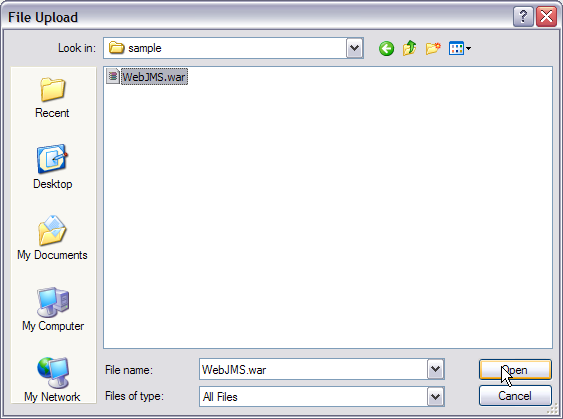 File Upload
Look in: sample
WebJMS.war
Recent
Desktop
My Documents
My Computer
My Network
File name: WebJMS.war Open
Files of type: All Files Cancel